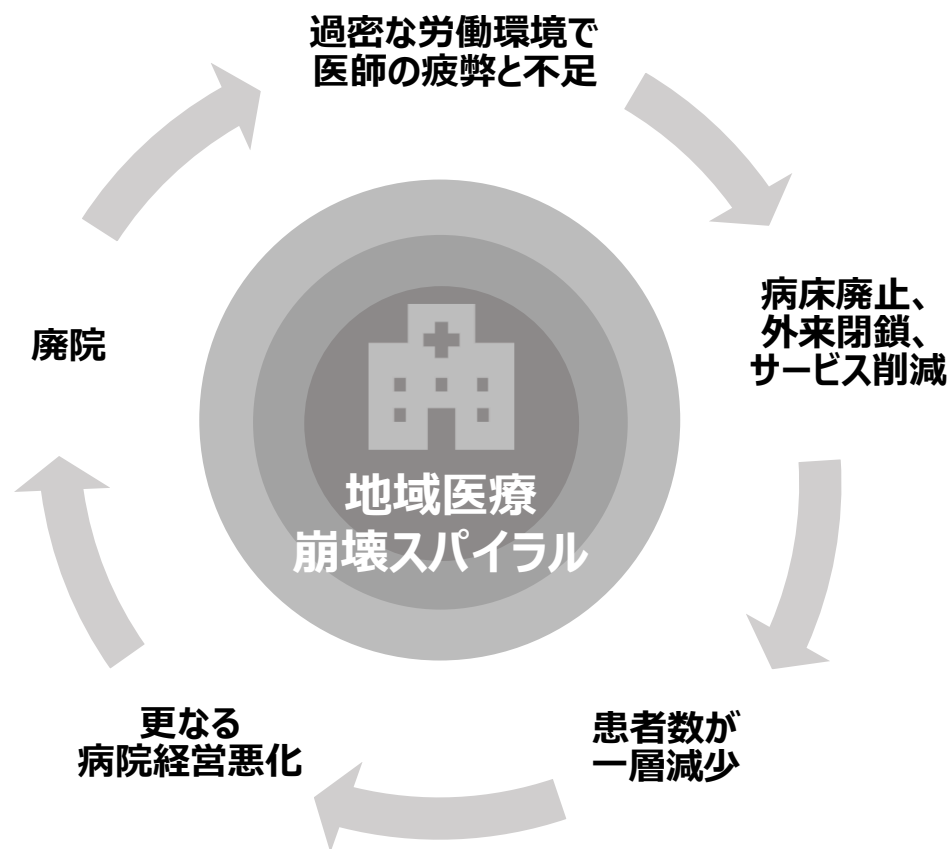 過密な労働環境で
医師の疲弊と不足
病床廃止、
外来閉鎖、
サービス削減
患者数が
一層減少
更なる
病院経営悪化
廃院
地域医療
崩壊スパイラル